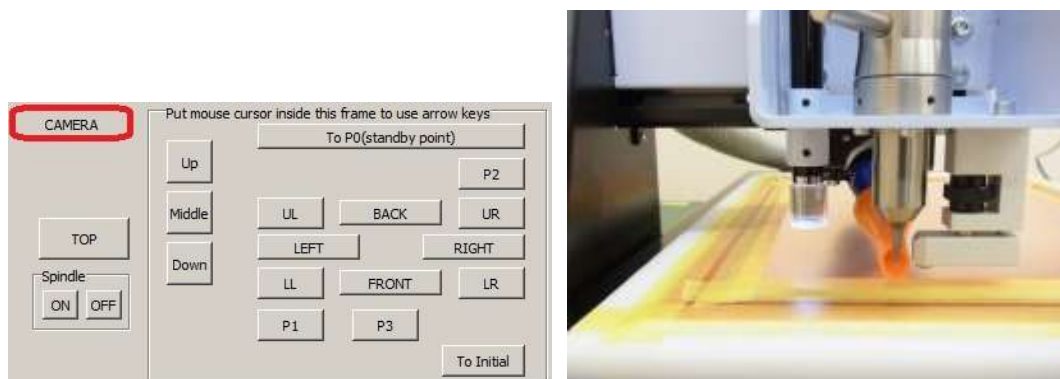 CAMERA
Put mouse cursor inside this frame to use arrow keys
To P0(standby point)
Up
P2
Middle
UL
BACK
UR
TOP
LEFT
RIGHT
Down
Spindle
LL
FRONT
LR
ON
OFF
P1
P3
To Initial